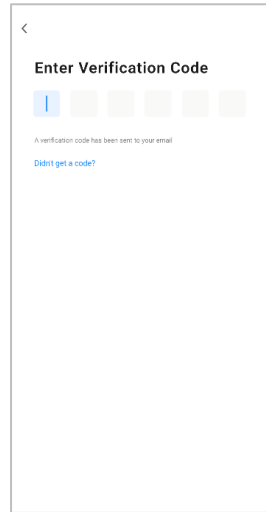 Enter Verification Code
A verification code has been sent to your email
Didn't get a code?